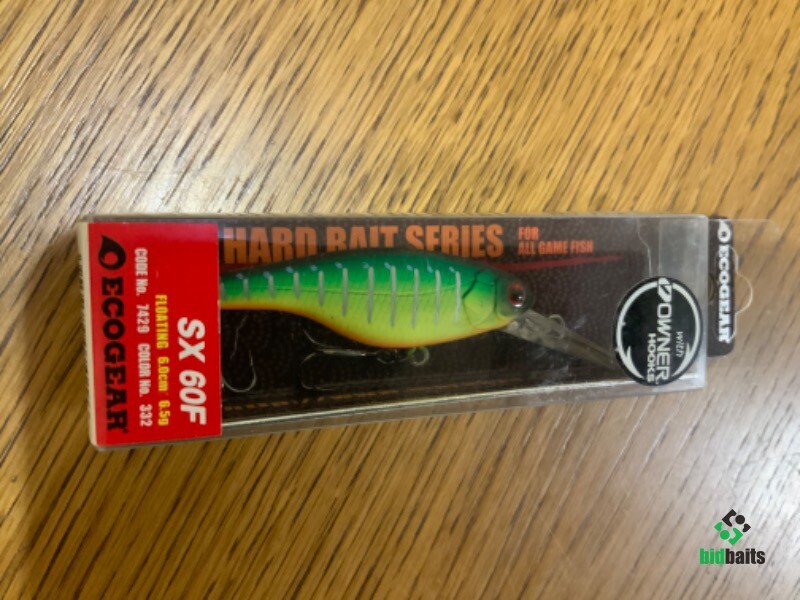 HARD BAIT SERIES
FOR
ALL GAME FISH
SX 60F
FLOATING 6.0cm 6.5g
CODE No. 7429 COLOR No. 332
ECOGEAR
with
OWNER
HOOKS
ECOGEAR
bidbaits